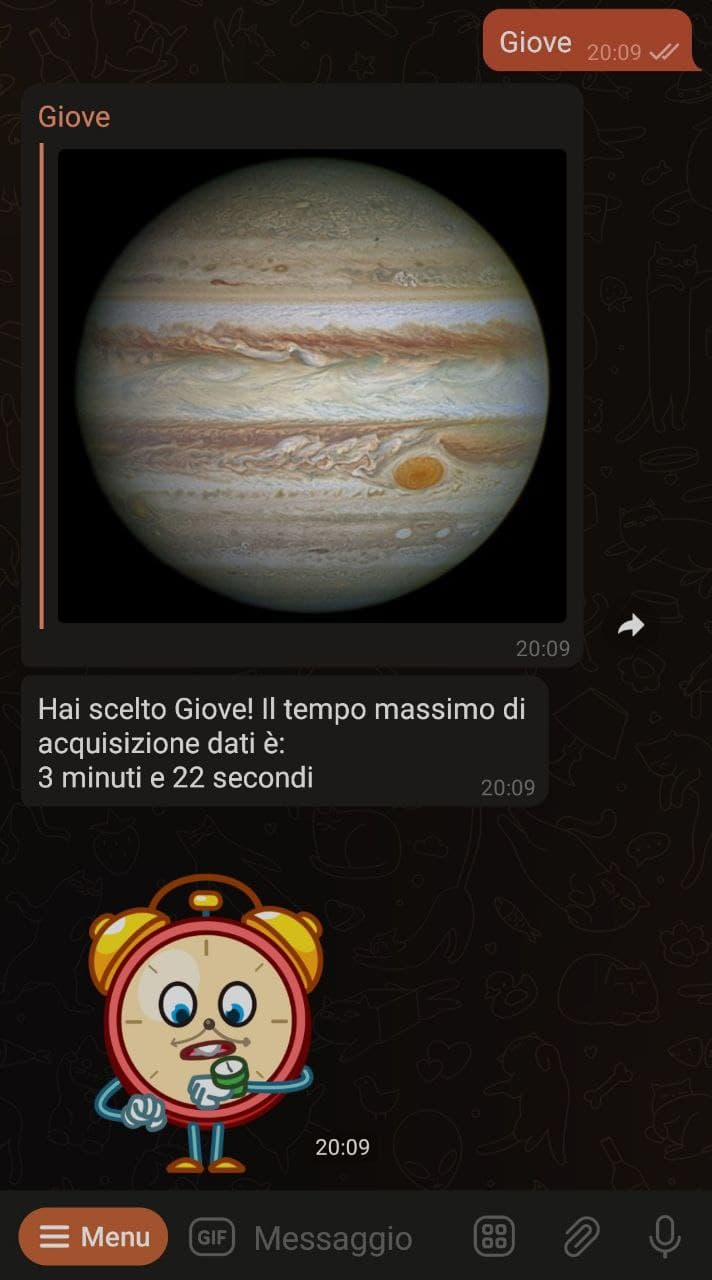 Giove 20:09
Giove
20:09
Hai scelto Giove! Il tempo massimo di
acquisizione dati è:
3 minuti e 22 secondi 20:09
20:09
Menu GIF Messaggio